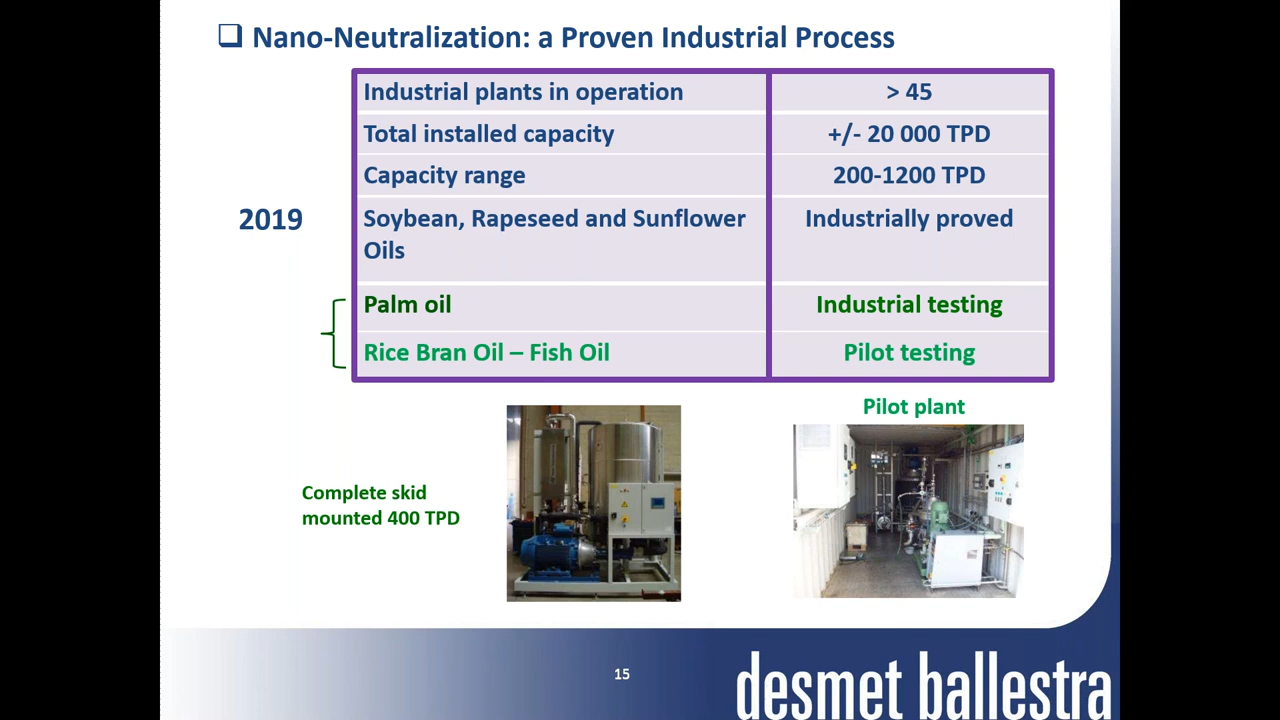 Nano-Neutralization: a Proven Industrial Process
Industrial plants in operation > 45
Total installed capacity +/- 20 000 TPD
Capacity range 200-1200 TPD
2019
Soybean, Rapeseed and Sunflower Industrially proved
Oils
Palm oil Industrial testing
Rice Bran Oil – Fish Oil Pilot testing
Pilot plant
Complete skid
mounted 400 TPD
15
desmet ballestra